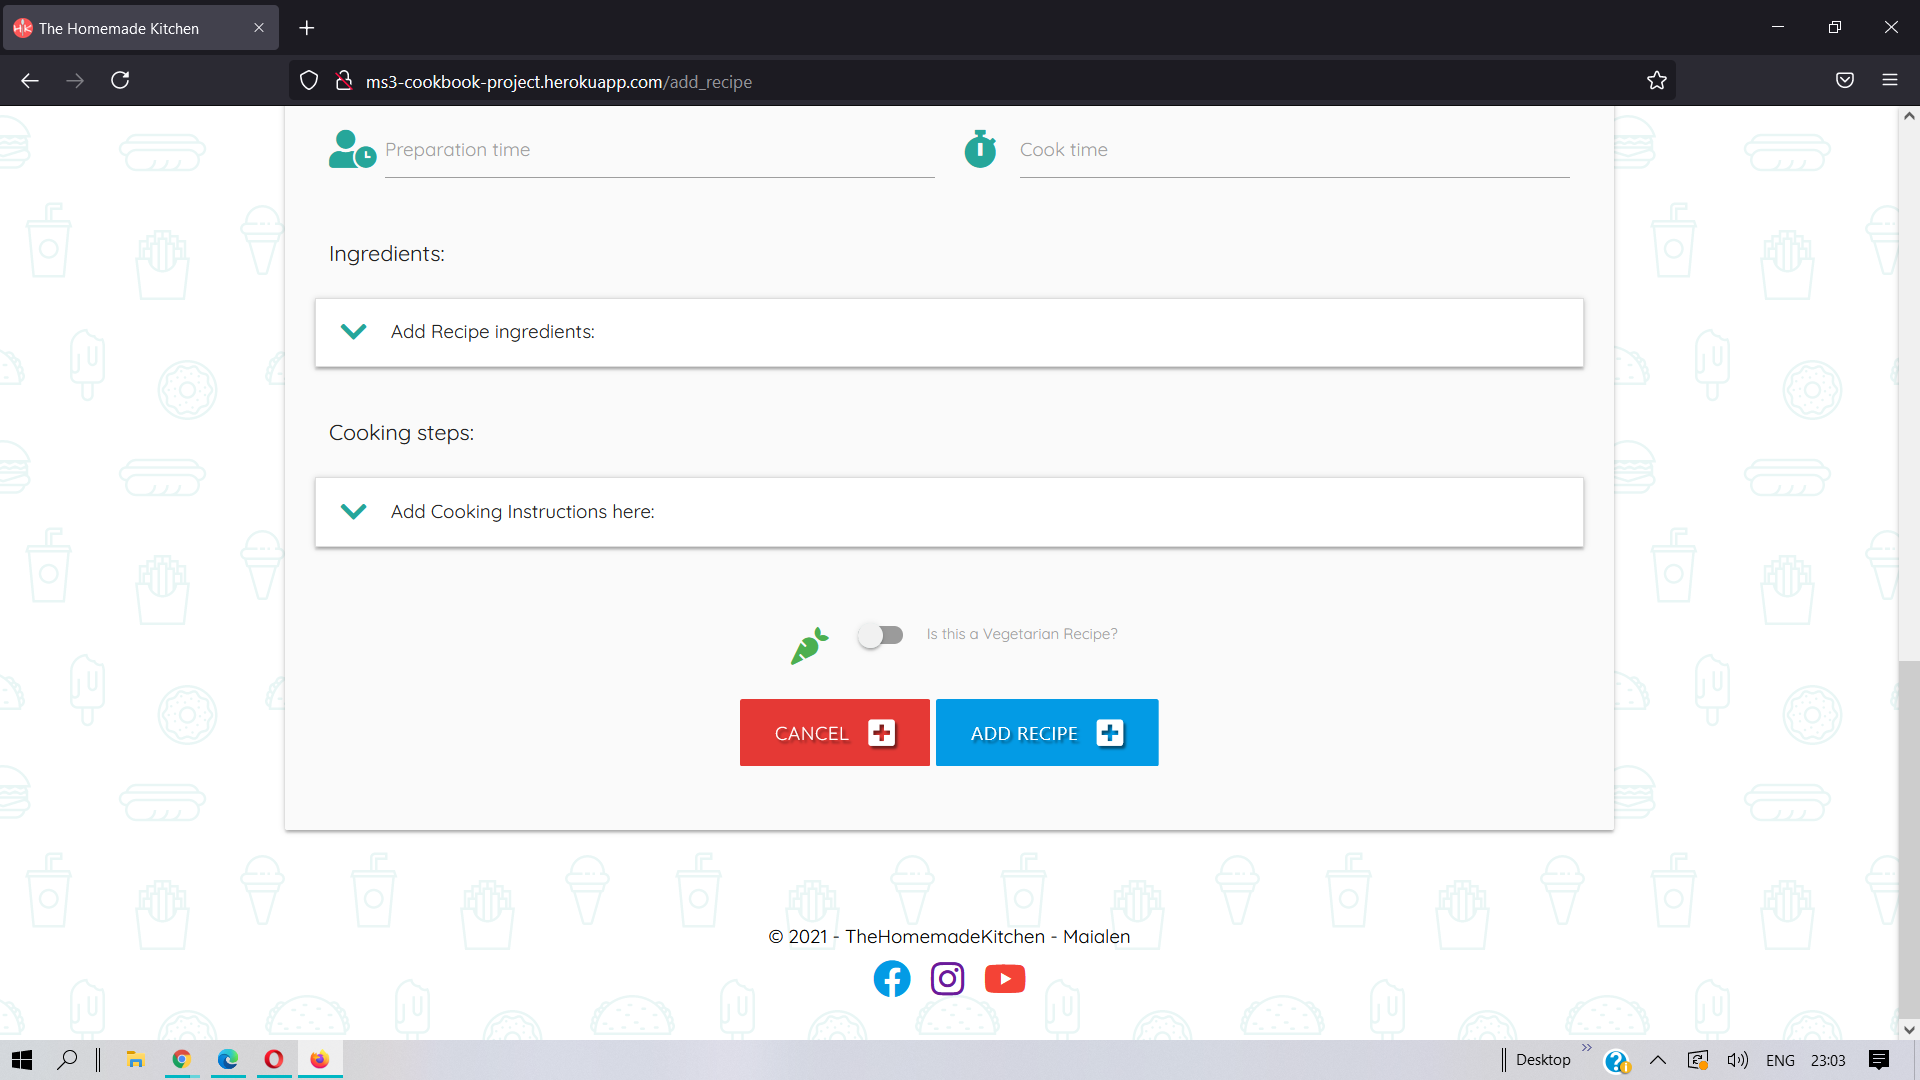 The Homemade Kitchen
ms3-cookbook-project.herokuapp.com/add_recipe
Preparation time
Cook time
Ingredients:
Add Recipe ingredients:
Cooking steps:
Add Cooking Instructions here:
Is this a Vegetarian Recipe?
CANCEL
ADD RECIPE
© 2021 - TheHomemadeKitchen - Maialen
Desktop
ENG
23:03